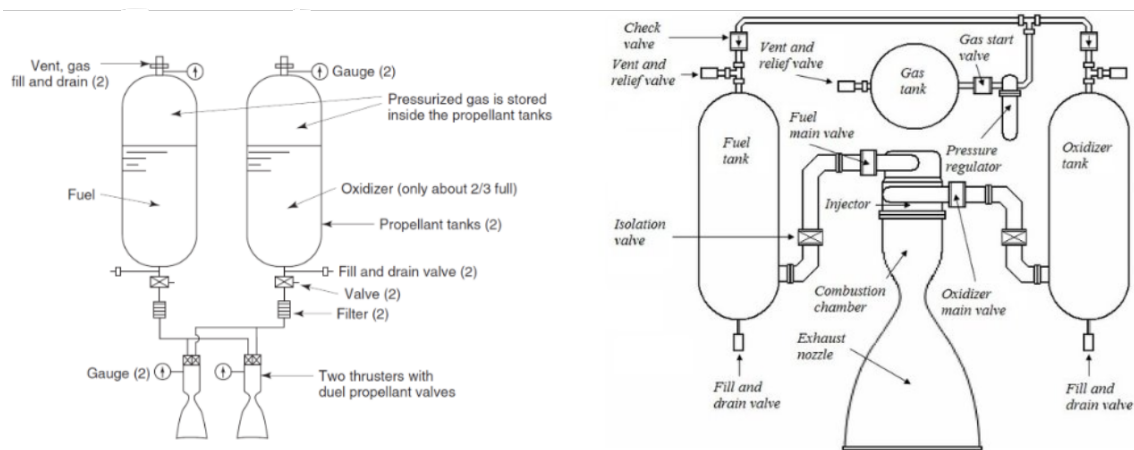 Vent, gas
fill and drain (2)
Gauge (2)
Pressurized gas is stored
inside the propellant tanks
Fuel
Oxidizer (only about 2/3 full)
Propellant tanks (2)
Fill and drain valve (2)
Valve (2)
Filter (2)
Gauge (2)
Two thrusters with
duel propellant valves
Check
valve
Vent and
relief valve
Vent and
relief valve
Gas start
valve
Gas
tank
Fuel
main valve
Fuel
tank
Pressure
regulator
Oxidizer
tank
Injector
Isolation
valve
Combustion
chamber
Oxidizer
main valve
Exhaust
nozzle
Fill and
drain valve
Fill and
drain valve